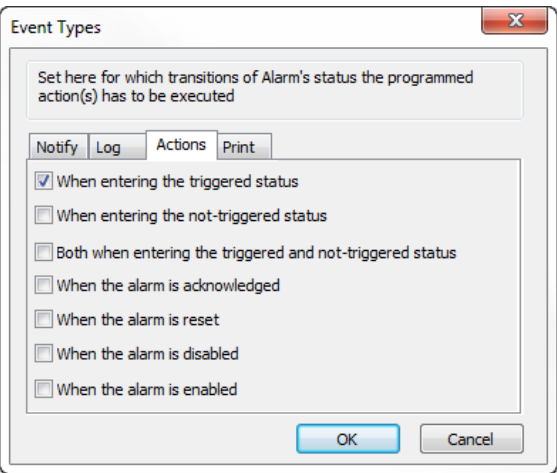 Event Types
Set here for which transitions of Alarm's status the programmed
action(s) has to be executed
Notify Log Actions Print
When entering the triggered status
When entering the not-triggered status
Both when entering the triggered and not-triggered status
When the alarm is acknowledged
When the alarm is reset
When the alarm is disabled
When the alarm is enabled
OK Cancel